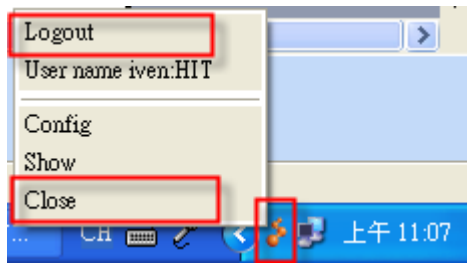 Logout
User name iven:HIT
Config
Show
Close
... CH 上午 11:07